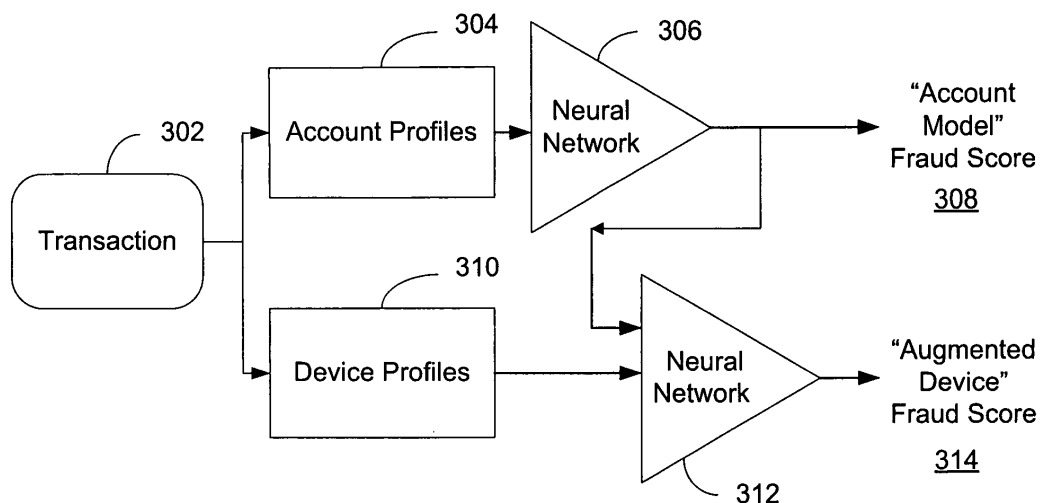 304
306
302
Account Profiles
Neural
Network
“Account
Model”
Fraud Score
308
Transaction
310
Device Profiles
Neural
Network
“Augmented
Device”
Fraud Score
314
312